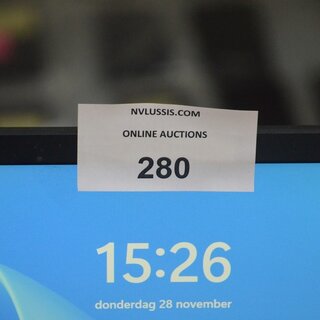 NVLUSSIS.COM
ONLINE AUCTIONS
280
15:26
donderdag 28 november